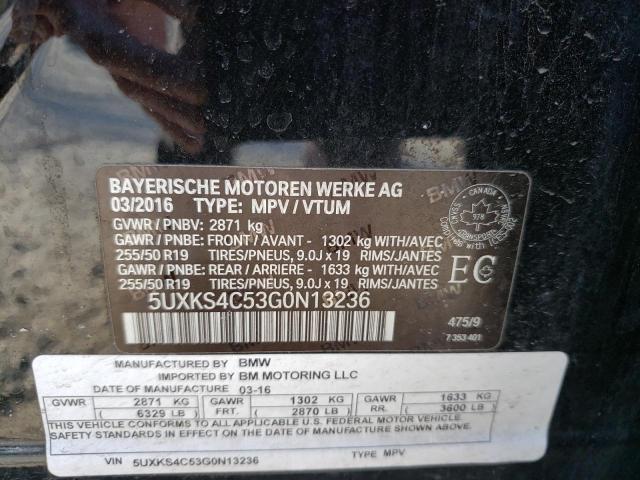 BAYERISCHE MOTOREN WERKE AG
03/2016 TYPE: MPV / VTUM
GVWR / PNBV: 2871 kg
GAWR / PNBE: FRONT / AVANT - 1302 kg WITH/AVEC
255/50 R19 TIRES/PNEUS, 9.0J x 19 RIMS/JANTES
GAWR / PNBE: REAR / ARRIERE - 1633 kg WITH/AVEC
255/50 R19 TIRES/PNEUS, 9.0J x 19 RIMS/JANTES
CANADA
978
EC
5UXKS4C53G0N13236
475/9
7 353 401
MANUFACTURED BY BMW
IMPORTED BY BM MOTORING LLC
DATE OF MANUFACTURE 03-16
GVWR 2871 KG GAWR 1302 KG GAWR 1633 KG
6329 LB FRT. 2870 LB RR. 3600 LB
THIS VEHICLE CONFORMS TO ALL APPLICABLE U.S. FEDERAL MOTOR VEHICLE
SAFETY STANDARDS IN EFFECT ON THE DATE OF MANUFACTURE SHOWN ABOVE.
VIN 5UXKS4C53G0N13236 TYPE MPV